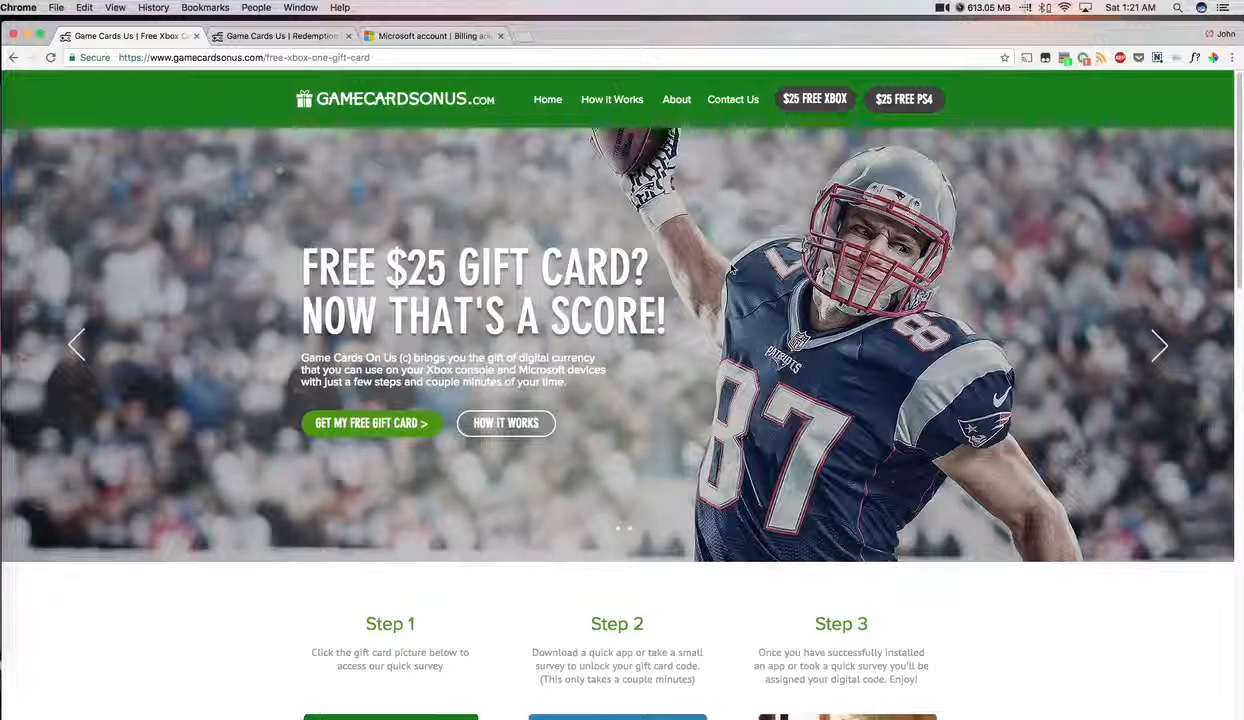 Chrome File Edit View History Bookmarks People Window Help 613.05 MB Sat 1:21 AM
Game Cards Us | Free Xbox Game Cards Us | Redemption Microsoft account | Billing John
Secure https://www.gamecardsonus.com/free-xbox-one-gift-card
GAMECARDSONUS.COM Home How it Works About Contact Us $25 FREE XBOX $25 FREE PS4
FREE $25 GIFT CARD?
NOW THAT'S A SCORE!
Game Cards On Us (c) brings you the gift of digital currency
that you can use on your Xbox console and Microsoft devices
with just a few steps and couple minutes of your time.
GET MY FREE GIFT CARD > HOW IT WORKS
PATRIOTS
87
87
Step 1
Click the gift card picture below to
access our quick survey
Step 2
Download a quick app or take a small
survey to unlock your gift card code.
(This only takes a couple minutes)
Step 3
Once you have successfully installed
an app or took a quick survey you'll be
assigned your digital code. Enjoy!